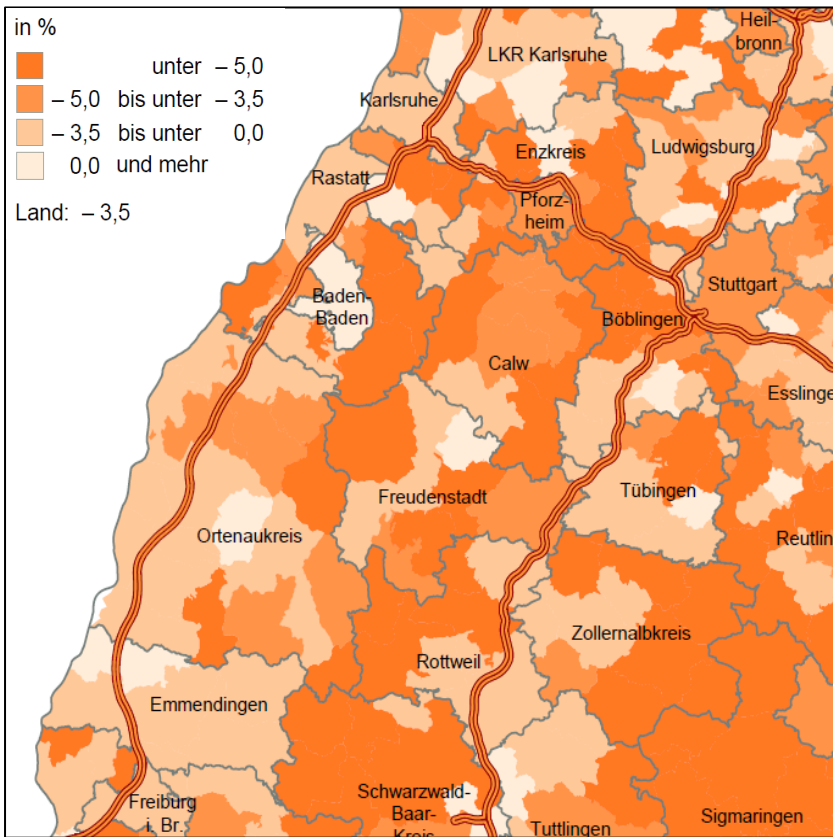 in %
unter – 5,0
– 5,0 bis unter – 3,5
– 3,5 bis unter 0,0
0,0 und mehr
Land: – 3,5
Heil-
bronn
LKR Karlsruhe
Karlsruhe
Enzkreis
Ludwigsburg
Rastatt
Pforz-
heim
Stuttgart
Baden-
Baden
Böblingen
Calw
Esslinge
Freudenstadt
Tübingen
Ortenaukreis
Reutlin
Zollernalbkreis
Rottweil
Emmendingen
Schwarzwald-
Baar-
Kreis
Freiburg
i. Br.
Sigmaringen
Tuttlingen